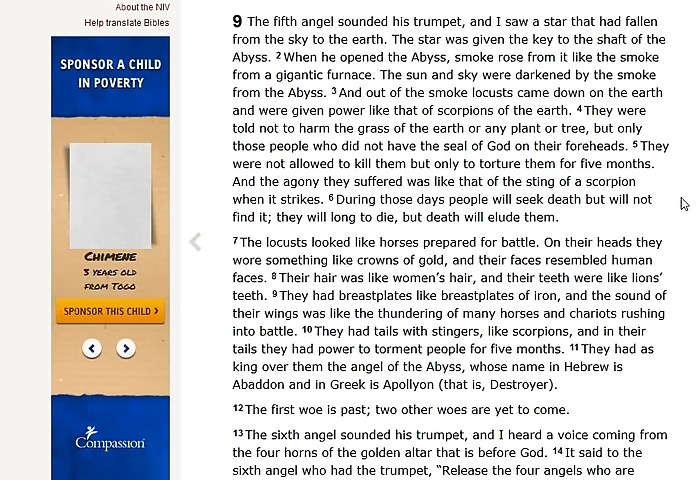 About the NIV
Help translate Bibles
SPONSOR A CHILD
IN POVERTY
CHIMENE
3 YEARS OLD
FROM TOGO
SPONSOR THIS CHILD ›
Compassion
9 The fifth angel sounded his trumpet, and I saw a star that had fallen
from the sky to the earth. The star was given the key to the shaft of the
Abyss. 2 When he opened the Abyss, smoke rose from it like the smoke
from a gigantic furnace. The sun and sky were darkened by the smoke
from the Abyss. 3 And out of the smoke locusts came down on the earth
and were given power like that of scorpions of the earth. 4 They were
told not to harm the grass of the earth or any plant or tree, but only
those people who did not have the seal of God on their foreheads. 5 They
were not allowed to kill them but only to torture them for five months.
And the agony they suffered was like that of the sting of a scorpion
when it strikes. 6 During those days people will seek death but will not
find it; they will long to die, but death will elude them.
7 The locusts looked like horses prepared for battle. On their heads they
wore something like crowns of gold, and their faces resembled human
faces. 8 Their hair was like women’s hair, and their teeth were like lions’
teeth. 9 They had breastplates like breastplates of iron, and the sound of
their wings was like the thundering of many horses and chariots rushing
into battle. 10 They had tails with stingers, like scorpions, and in their
tails they had power to torment people for five months. 11 They had as
king over them the angel of the Abyss, whose name in Hebrew is
Abaddon and in Greek is Apollyon (that is, Destroyer).
12 The first woe is past; two other woes are yet to come.
13 The sixth angel sounded his trumpet, and I heard a voice coming from
the four horns of the golden altar that is before God. 14 It said to the
sixth angel who had the trumpet, “Release the four angels who are